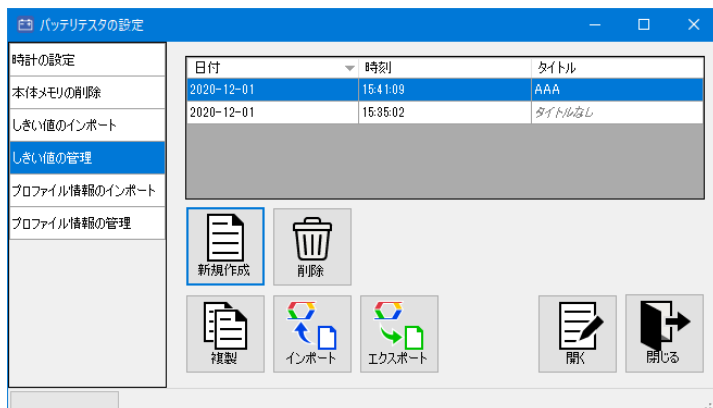 バッテリテスタの設定
時計の設定
本体メモリの削除
しきい値のインポート
しきい値の管理
プロファイル情報のインポート
プロファイル情報の管理
日付 時刻 タイトル
2020-12-01 15:41:09 AAA
2020-12-01 15:35:02 タイトルなし
新規作成 削除
複製 インポート エクスポート 開く 閉じる